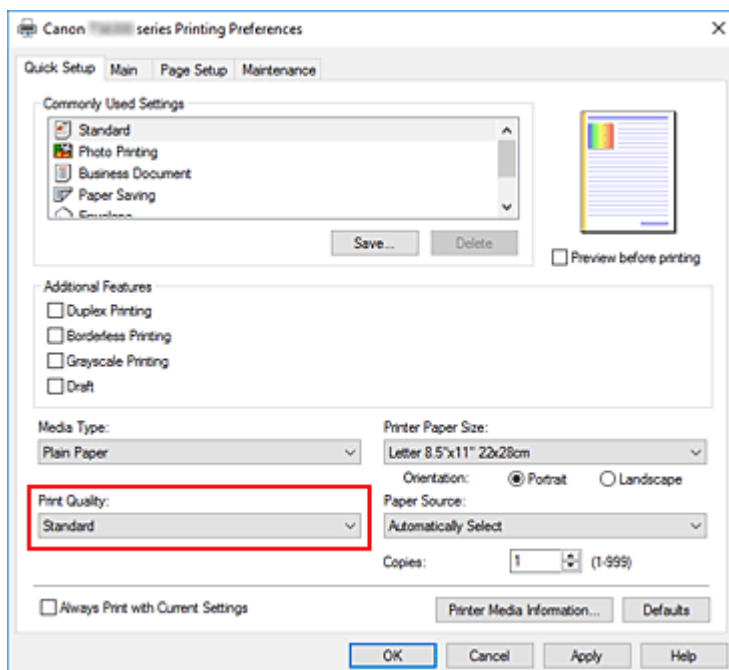 Canon series Printing Preferences
Quick Setup Main Page Setup Maintenance
Commonly Used Settings
Standard
Photo Printing
Business Document
Paper Saving
Save... Delete
Preview before printing
Additional Features
Duplex Printing
Borderless Printing
Grayscale Printing
Draft
Media Type: Printer Paper Size:
Plain Paper Letter 8.5"x11" 22x28cm
Orientation: Portrait Landscape
Print Quality: Paper Source:
Standard Automatically Select
Copies: 1 (1-999)
Always Print with Current Settings Printer Media Information... Defaults
OK Cancel Apply Help